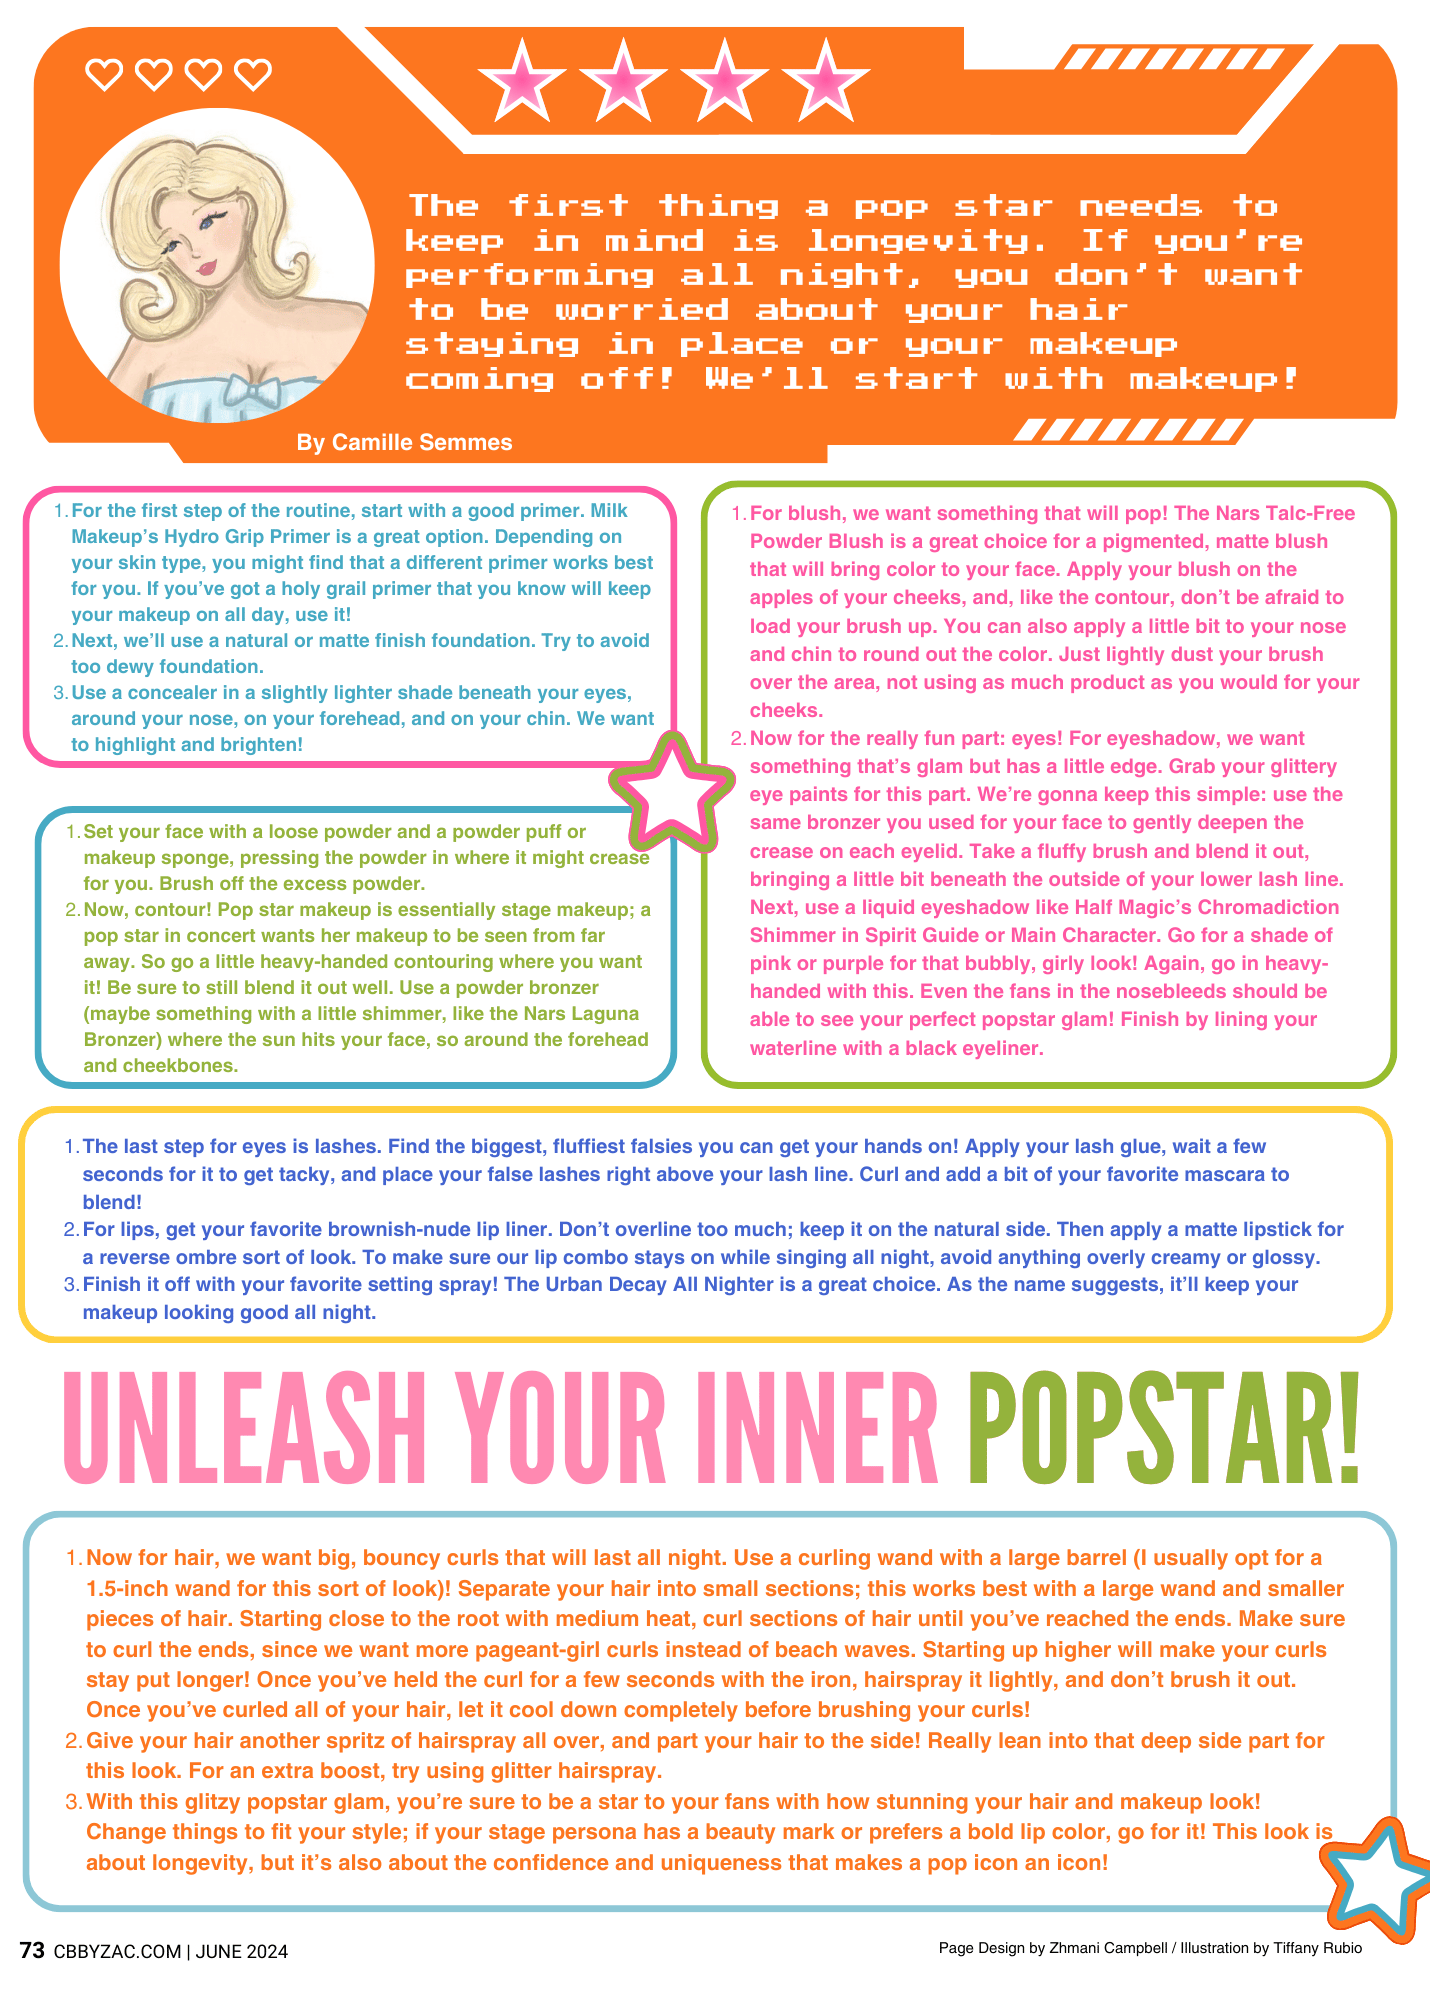 The first thing a pop star needs to
keep in mind is longevity. If you're
performing all night, you don't want
to be worried about your hair
staying in place or your makeup
coming off! We'll start with makeup!
By Camille Semmes
1. For the first step of the routine, start with a good primer. Milk
Makeup’s Hydro Grip Primer is a great option. Depending on
your skin type, you might find that a different primer works best
for you. If you’ve got a holy grail primer that you know will keep
your makeup on all day, use it!
2. Next, we’ll use a natural or matte finish foundation. Try to avoid
too dewy foundation.
3. Use a concealer in a slightly lighter shade beneath your eyes,
around your nose, on your forehead, and on your chin. We want
to highlight and brighten!
1. Set your face with a loose powder and a powder puff or
makeup sponge, pressing the powder in where it might crease
for you. Brush off the excess powder.
2. Now, contour! Pop star makeup is essentially stage makeup; a
pop star in concert wants her makeup to be seen from far
away. So go a little heavy-handed contouring where you want
it! Be sure to still blend it out well. Use a powder bronzer
(maybe something with a little shimmer, like the Nars Laguna
Bronzer) where the sun hits your face, so around the forehead
and cheekbones.
1. For blush, we want something that will pop! The Nars Talc-Free
Powder Blush is a great choice for a pigmented, matte blush
that will bring color to your face. Apply your blush on the
apples of your cheeks, and, like the contour, don’t be afraid to
load your brush up. You can also apply a little bit to your nose
and chin to round out the color. Just lightly dust your brush
over the area, not using as much product as you would for your
cheeks.
2. Now for the really fun part: eyes! For eyeshadow, we want
something that’s glam but has a little edge. Grab your glittery
eye paints for this part. We’re gonna keep this simple: use the
same bronzer you used for your face to gently deepen the
crease on each eyelid. Take a fluffy brush and blend it out,
bringing a little bit beneath the outside of your lower lash line.
Next, use a liquid eyeshadow like Half Magic’s Chromadiction
Shimmer in Spirit Guide or Main Character. Go for a shade of
pink or purple for that bubbly, girly look! Again, go in heavy-
handed with this. Even the fans in the nosebleeds should be
able to see your perfect popstar glam! Finish by lining your
waterline with a black eyeliner.
1. The last step for eyes is lashes. Find the biggest, fluffiest falsies you can get your hands on! Apply your lash glue, wait a few
seconds for it to get tacky, and place your false lashes right above your lash line. Curl and add a bit of your favorite mascara to
blend!
2. For lips, get your favorite brownish-nude lip liner. Don’t overline too much; keep it on the natural side. Then apply a matte lipstick for
a reverse ombre sort of look. To make sure our lip combo stays on while singing all night, avoid anything overly creamy or glossy.
3. Finish it off with your favorite setting spray! The Urban Decay All Nighter is a great choice. As the name suggests, it’ll keep your
makeup looking good all night.
UNLEASH YOUR INNER POPSTAR!
1. Now for hair, we want big, bouncy curls that will last all night. Use a curling wand with a large barrel (I usually opt for a
1.5-inch wand for this sort of look)! Separate your hair into small sections; this works best with a large wand and smaller
pieces of hair. Starting close to the root with medium heat, curl sections of hair until you’ve reached the ends. Make sure
to curl the ends, since we want more pageant-girl curls instead of beach waves. Starting up higher will make your curls
stay put longer! Once you’ve held the curl for a few seconds with the iron, hairspray it lightly, and don’t brush it out.
Once you’ve curled all of your hair, let it cool down completely before brushing your curls!
2. Give your hair another spritz of hairspray all over, and part your hair to the side! Really lean into that deep side part for
this look. For an extra boost, try using glitter hairspray.
3. With this glitzy popstar glam, you’re sure to be a star to your fans with how stunning your hair and makeup look!
Change things to fit your style; if your stage persona has a beauty mark or prefers a bold lip color, go for it! This look is
about longevity, but it’s also about the confidence and uniqueness that makes a pop icon an icon!
73 CBBYZAC.COM | JUNE 2024
Page Design by Zhmani Campbell / Illustration by Tiffany Rubio